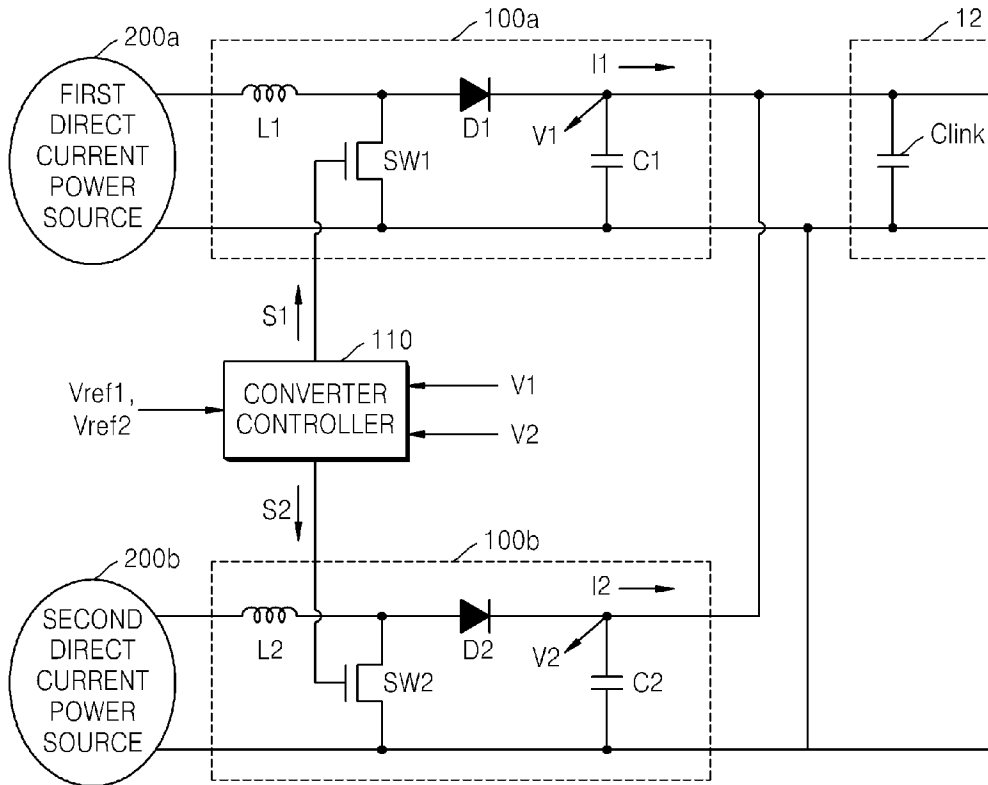 200a
100a
12
FIRST
DIRECT
CURRENT
POWER
SOURCE
L1
D1
I1
V1
SW1
C1
Clink
S1
110
Vref1,
Vref2
CONVERTER
CONTROLLER
V1
V2
S2
200b
100b
SECOND
DIRECT
CURRENT
POWER
SOURCE
L2
D2
I2
V2
SW2
C2